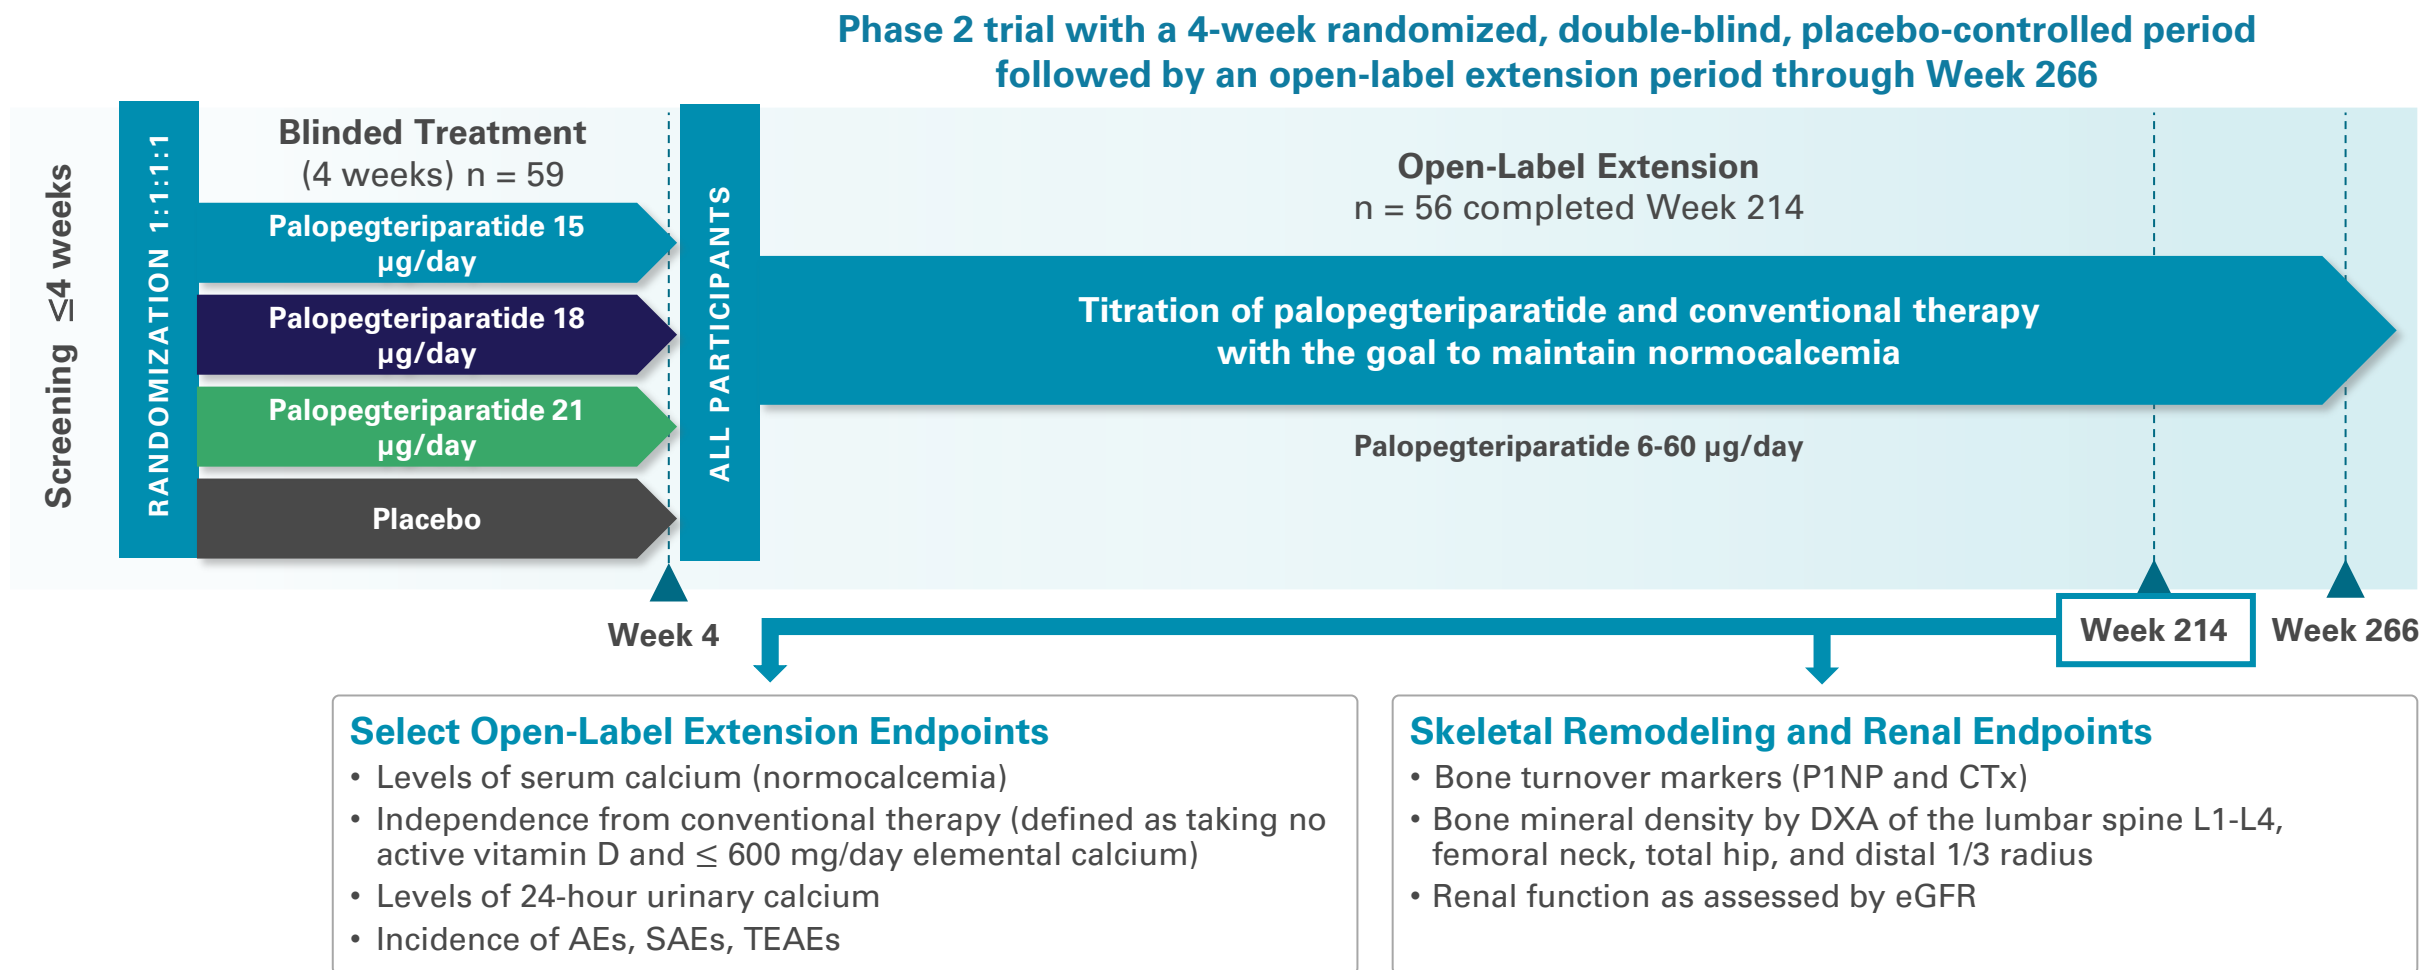 Phase 2 trial with a 4-week randomized, double-blind, placebo-controlled period
followed by an open-label extension period through Week 266
Screening ≤4 weeks
RANDOMIZATION 1:1:1:1
Blinded Treatment
(4 weeks) n = 59
Palopegteriparatide 15
µg/day
Palopegteriparatide 18
µg/day
Palopegteriparatide 21
µg/day
Placebo
ALL PARTICIPANTS
Open-Label Extension
n = 56 completed Week 214
Titration of palopegteriparatide and conventional therapy
with the goal to maintain normocalcemia
Palopegteriparatide 6-60 µg/day
Week 4
Week 214
Week 266
Select Open-Label Extension Endpoints
• Levels of serum calcium (normocalcemia)
• Independence from conventional therapy (defined as taking no
active vitamin D and ≤ 600 mg/day elemental calcium)
• Levels of 24-hour urinary calcium
• Incidence of AEs, SAEs, TEAEs
Skeletal Remodeling and Renal Endpoints
• Bone turnover markers (P1NP and CTx)
• Bone mineral density by DXA of the lumbar spine L1-L4,
femoral neck, total hip, and distal 1/3 radius
• Renal function as assessed by eGFR